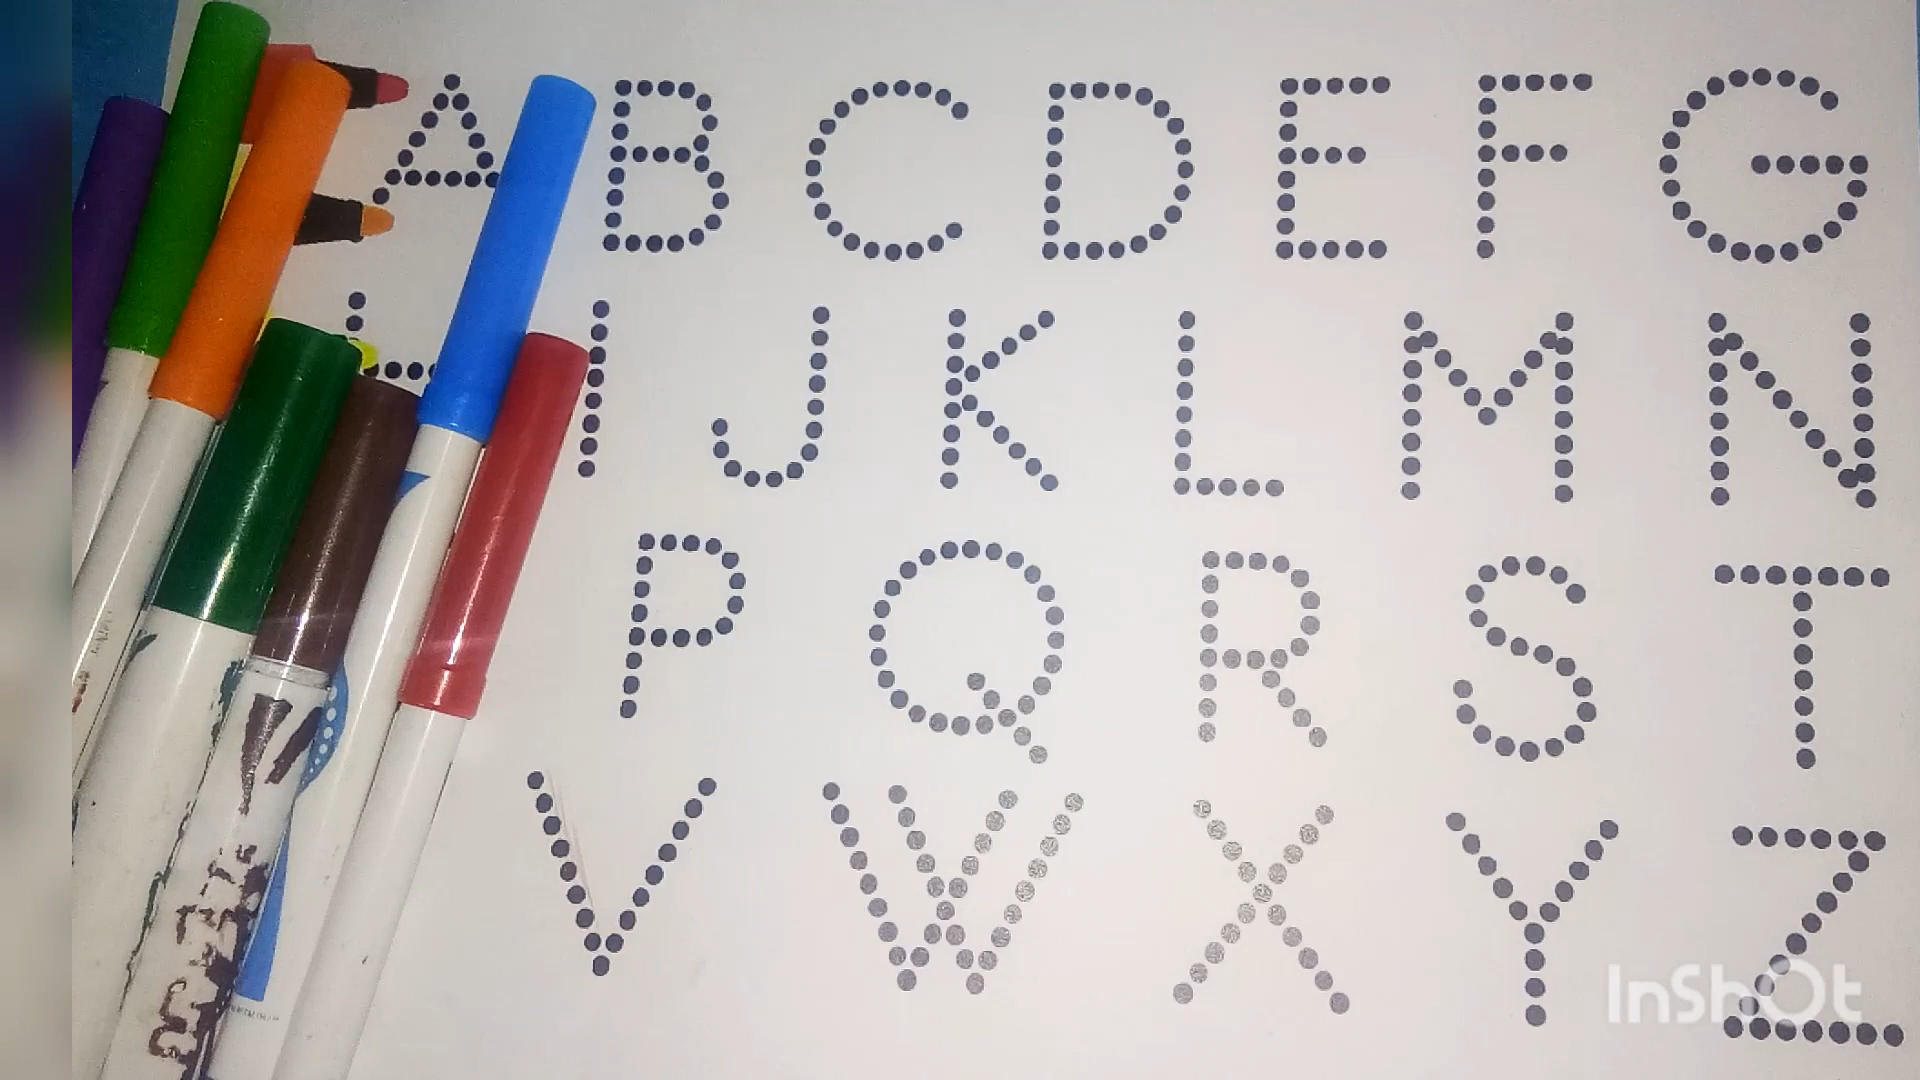 A B C D E F G
H I J K L M N
P Q R S T
V W X Y Z
InShOt